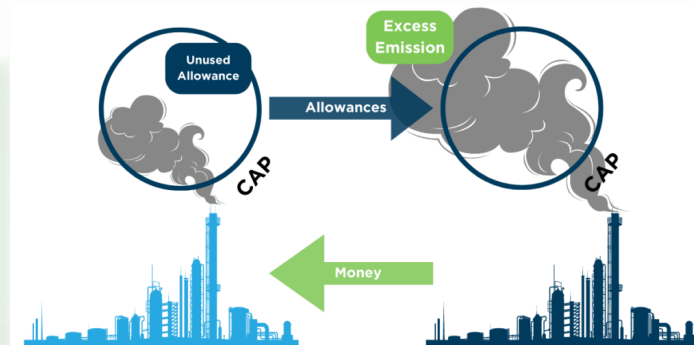 Unused
Allowance
Excess
Emission
Allowances
CAP
CAP
Money